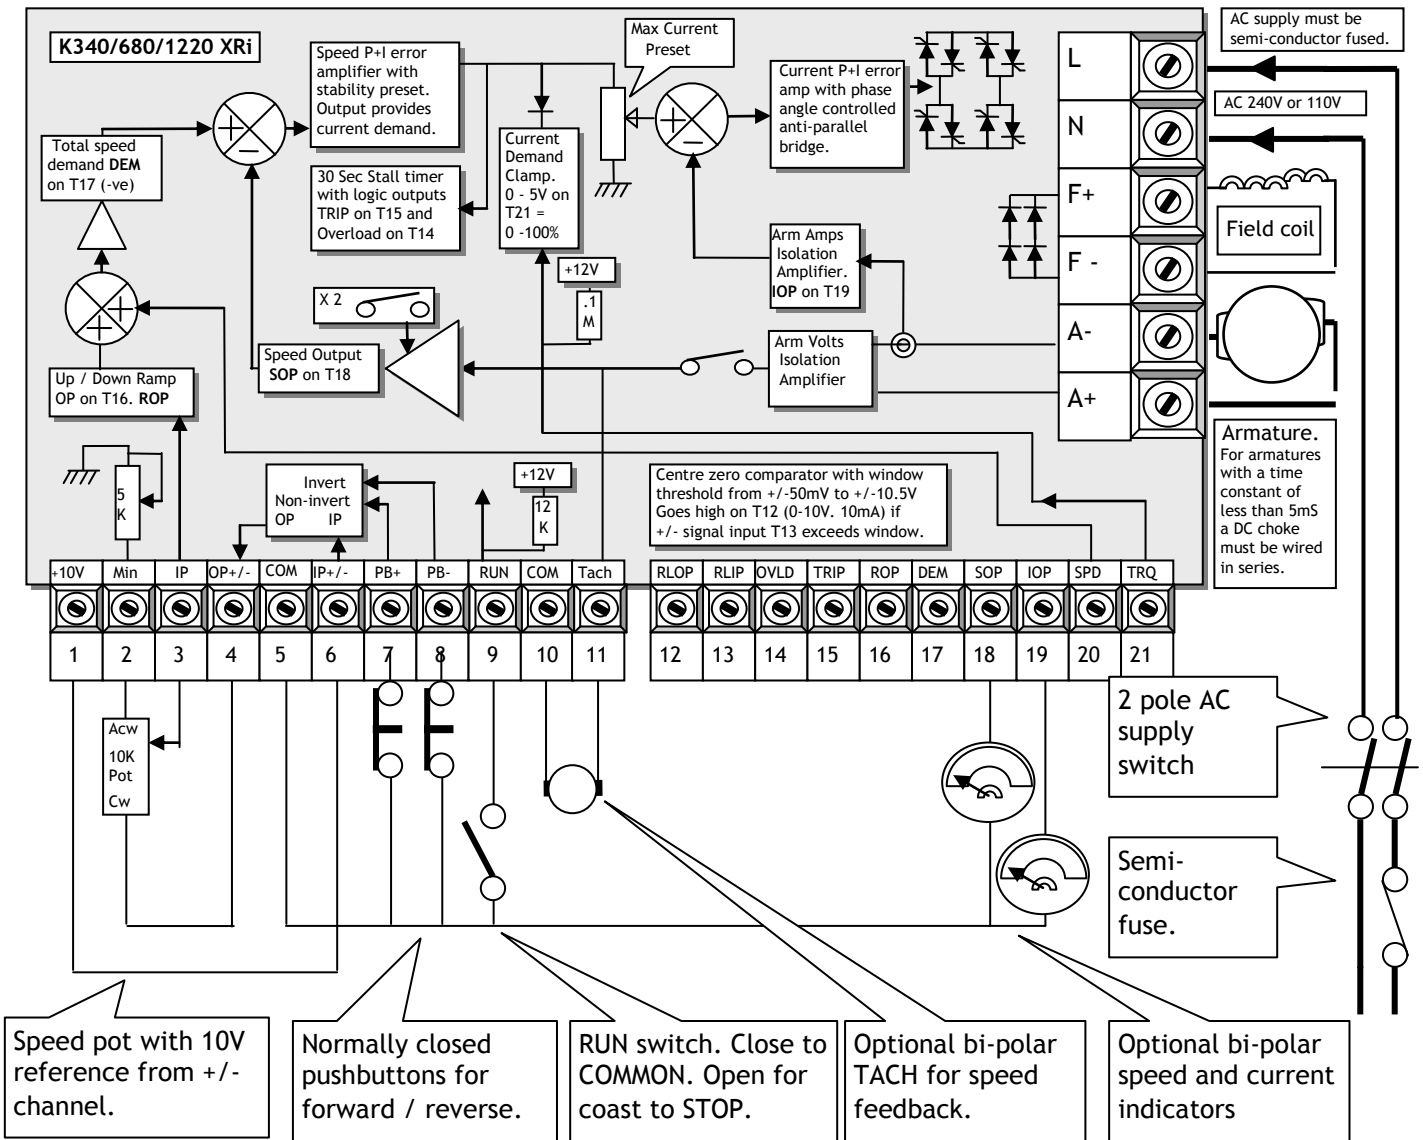 K340/680/1220 XRi
Speed P+I error
amplifier with
stability preset.
Output provides
current demand.
Max Current
Preset
Current P+I error
amp with phase
angle controlled
anti-parallel
bridge.
AC supply must be
semi-conductor fused.
AC 240V or 110V
L
N
F+
F -
A-
A+
Field coil
Total speed
demand DEM
on T17 (-ve)
30 Sec Stall timer
with logic outputs
TRIP on T15 and
Overload on T14
Current
Demand
Clamp.
0 - 5V on
T21 =
0 -100%
Arm Amps
Isolation
Amplifier.
IOP on T19
+12V
.1
M
X 2
Speed Output
SOP on T18
Arm Volts
Isolation
Amplifier
Up / Down Ramp
OP on T16. ROP
Armature.
For armatures
with a time
constant of
less than 5mS
a DC choke
must be wired
in series.
5
K
Invert
Non-invert
OP IP
+12V
12
K
Centre zero comparator with window
threshold from +/-50mV to +/-10.5V
Goes high on T12 (0-10V. 10mA) if
+/- signal input T13 exceeds window.
+10V Min IP OP+/- COM IP+/- PB+ PB- RUN COM Tach RLOP RLIP OVLD TRIP ROP DEM SOP IOP SPD TRQ
1 2 3 4 5 6 7 8 9 10 11 12 13 14 15 16 17 18 19 20 21
Acw
10K
Pot
Cw
2 pole AC
supply
switch
Semi-
conductor
fuse.
Speed pot with 10V
reference from +/-
channel.
Normally closed
pushbuttons for
forward / reverse.
RUN switch. Close to
COMMON. Open for
coast to STOP.
Optional bi-polar
TACH for speed
feedback.
Optional bi-polar
speed and current
indicators